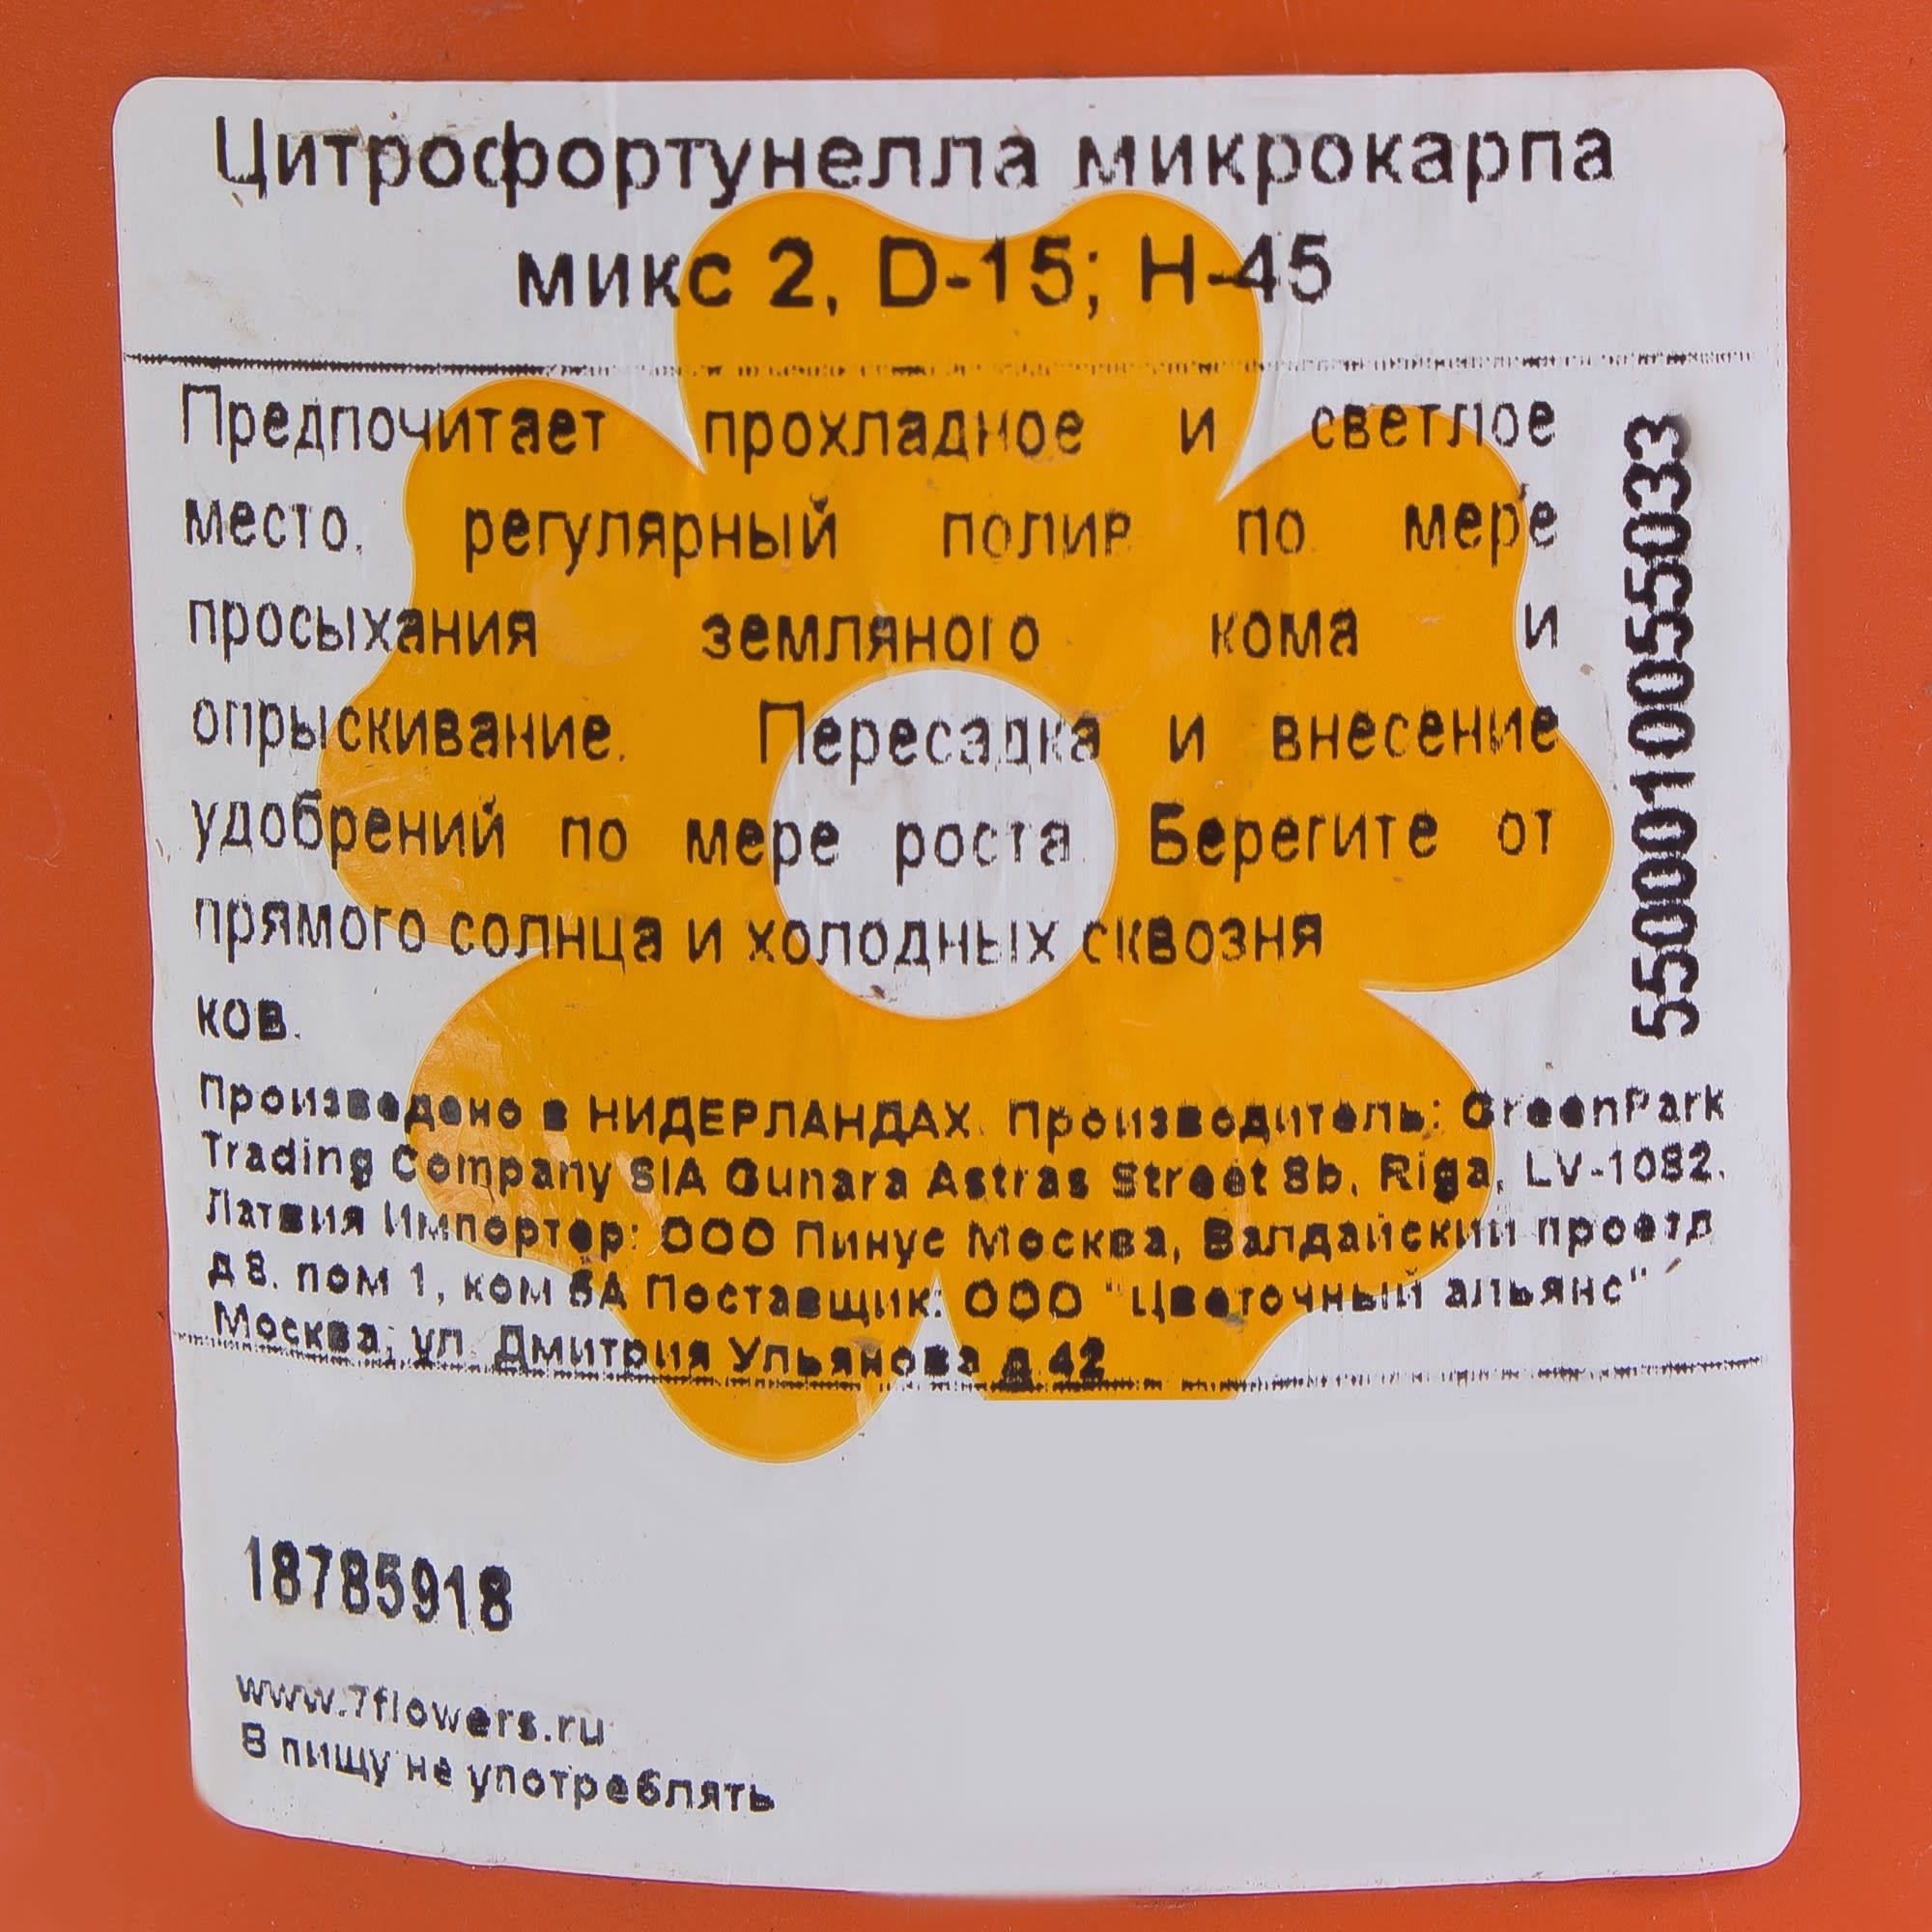 Цитрофортунелла микрокарпа
микс 2, D-15; H-45
Предпочитает прохладное и светлое
место, регулярный полив по мере
просыхания земляного кома и
опрыскивание. Пересадка и внесение
удобрений по мере роста. Берегите от
прямого солнца и холодных сквозня
ков.
5500010055033
Произведено в НИДЕРЛАНДАХ. Производитель: GreenPark
Trading Company SIA Gunara Astras Street 8b, Riga, LV-1082,
Латвия Импортер: ООО Пинус Москва, Валдайский проезд
д 8, пом 1, ком 6А Поставщик: ООО "Цветочный альянс"
Москва, ул. Дмитрия Ульянова д 42
18785918
www.7flowers.ru
В пищу не употреблять